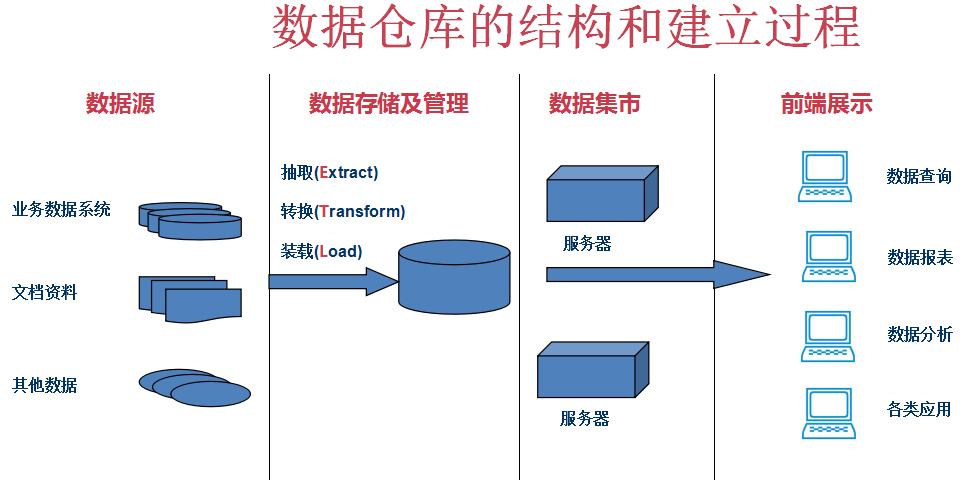 数据仓库的结构和建立过程
数据源
数据存储及管理
数据集市
前端展示
业务数据系统
文档资料
其他数据
抽取(Extract)
转换(Transform)
装载(Load)
服务器
服务器
数据查询
数据报表
数据分析
各类应用